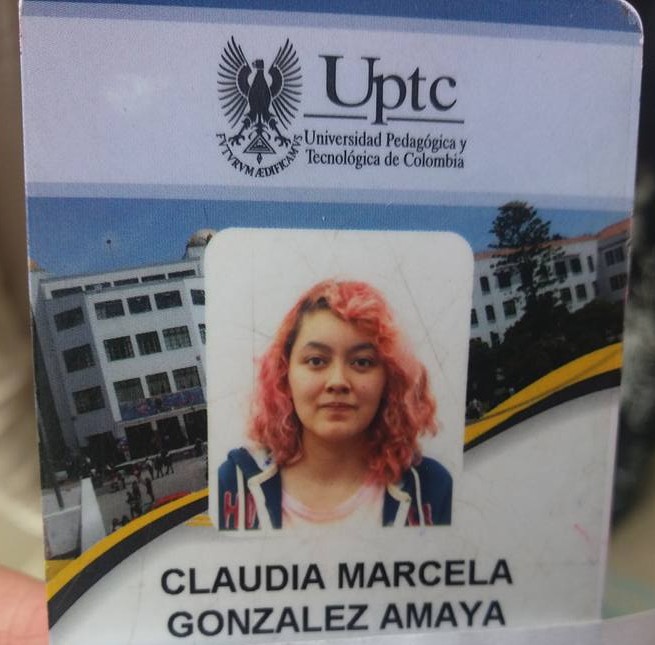 Uptc
Universidad Pedagógica y
Tecnológica de Colombia
FVTVRVM ÆDIFICAMVS
CLAUDIA MARCELA
GONZALEZ AMAYA